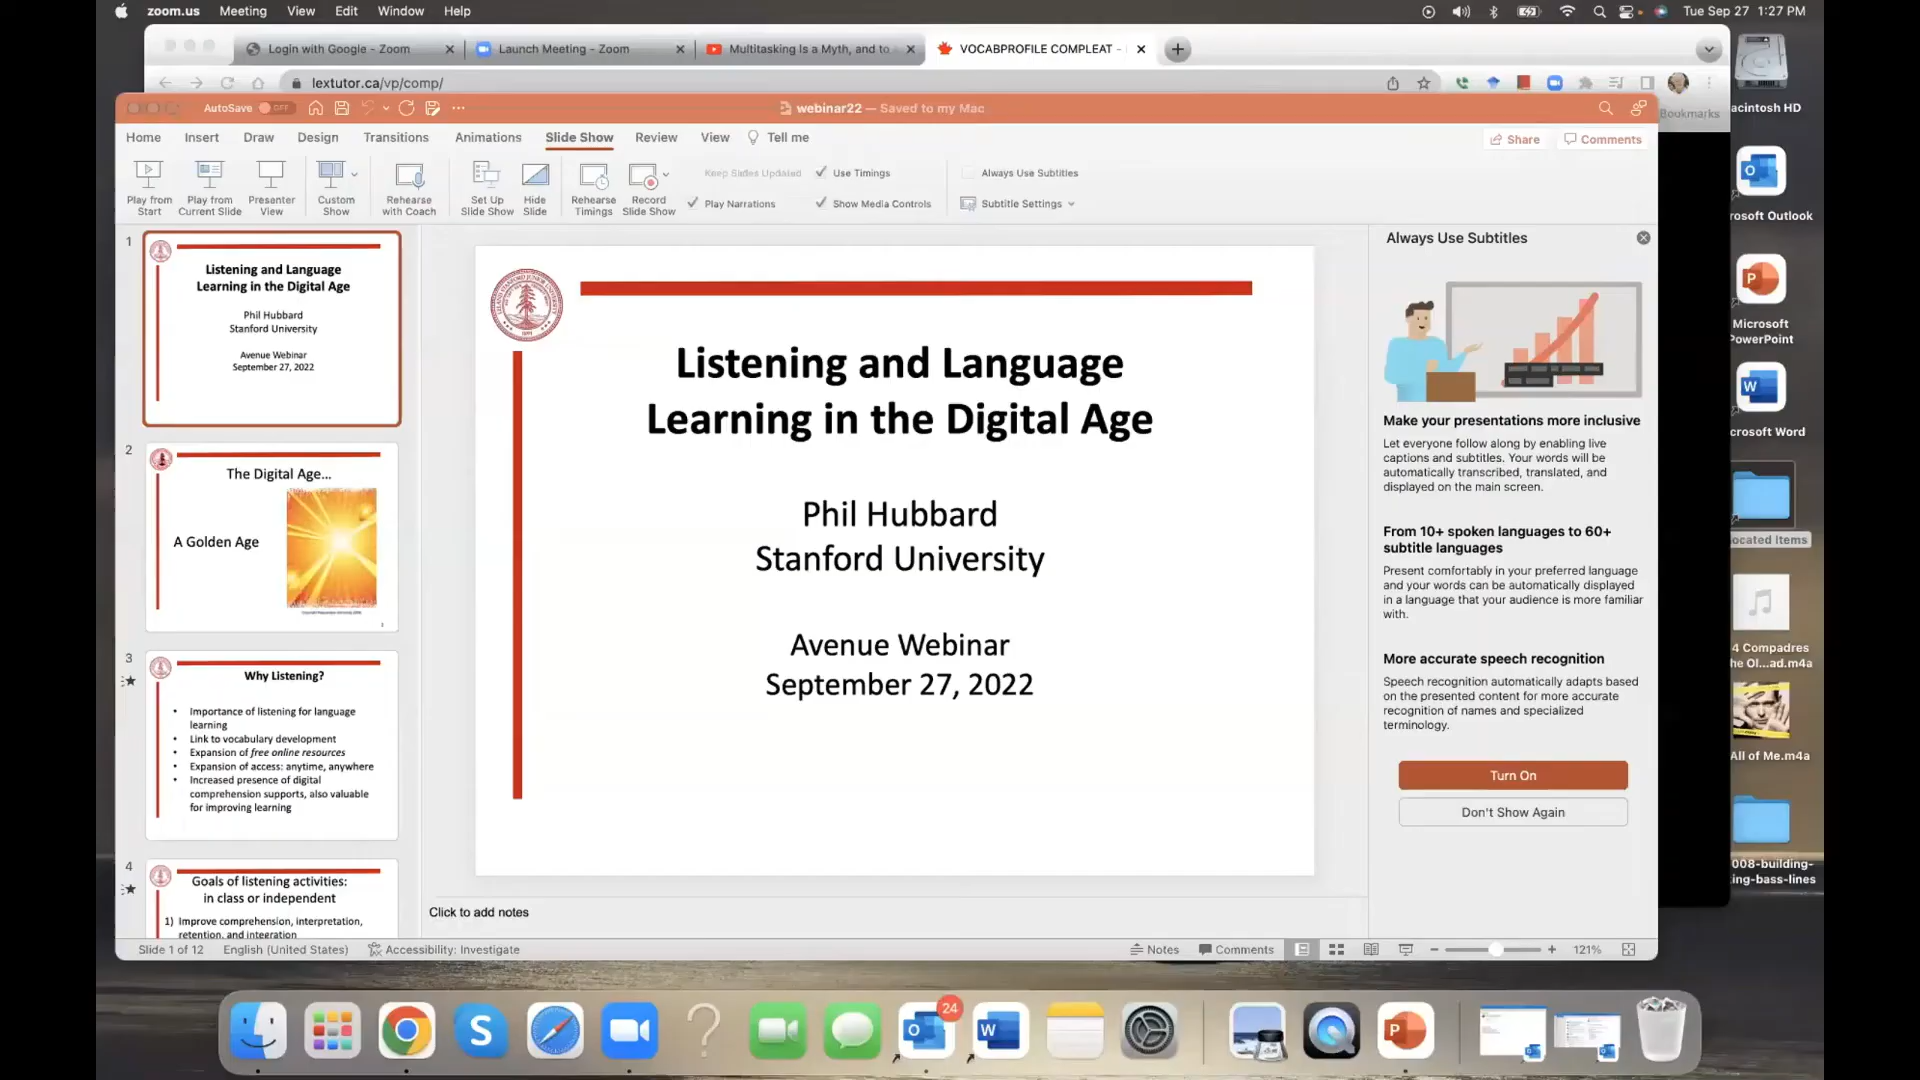 zoom.us Meeting View Edit Window Help
Tue Sep 27 1:27 PM
Login with Google - Zoom
Launch Meeting - Zoom
Multitasking Is a Myth, and to
VOCABPROFILE COMPLEAT -
lextutor.ca/vp/comp/
Bookmarks
AutoSave OFF
webinar22 — Saved to my Mac
Home Insert Draw Design Transitions Animations Slide Show Review View Tell me
Share Comments
Play from Start
Play from Current Slide
Presenter View
Custom Show
Rehearse with Coach
Set Up Slide Show
Hide Slide
Rehearse Timings
Record Slide Show
Keep Slides Updated
Use Timings
Play Narrations
Show Media Controls
Always Use Subtitles
Subtitle Settings
1
Listening and Language
Learning in the Digital Age
Phil Hubbard
Stanford University
Avenue Webinar
September 27, 2022
2
The Digital Age...
A Golden Age
3
Why Listening?
• Importance of listening for language
learning
• Link to vocabulary development
• Expansion of free online resources
• Expansion of access: anytime, anywhere
• Increased presence of digital
comprehension supports, also valuable
for improving learning
4
Goals of listening activities:
in class or independent
1) Improve comprehension, interpretation,
retention, and integration
Listening and Language
Learning in the Digital Age
Phil Hubbard
Stanford University
Avenue Webinar
September 27, 2022
Click to add notes
Always Use Subtitles
Make your presentations more inclusive
Let everyone follow along by enabling live
captions and subtitles. Your words will be
automatically transcribed, translated, and
displayed on the main screen.
From 10+ spoken languages to 60+
subtitle languages
Present comfortably in your preferred language
and your words can be automatically displayed
in a language that your audience is more familiar
with.
More accurate speech recognition
Speech recognition automatically adapts based
on the presented content for more accurate
recognition of names and specialized
terminology.
Turn On
Don't Show Again
Slide 1 of 12 English (United States) Accessibility: Investigate
Notes Comments 121%
acintosh HD
rosoft Outlook
Microsoft
PowerPoint
crosoft Word
ocated Items
4 Compadres
he Ol...ad.m4a
All of Me.m4a
008-building-
ing-bass-lines
24